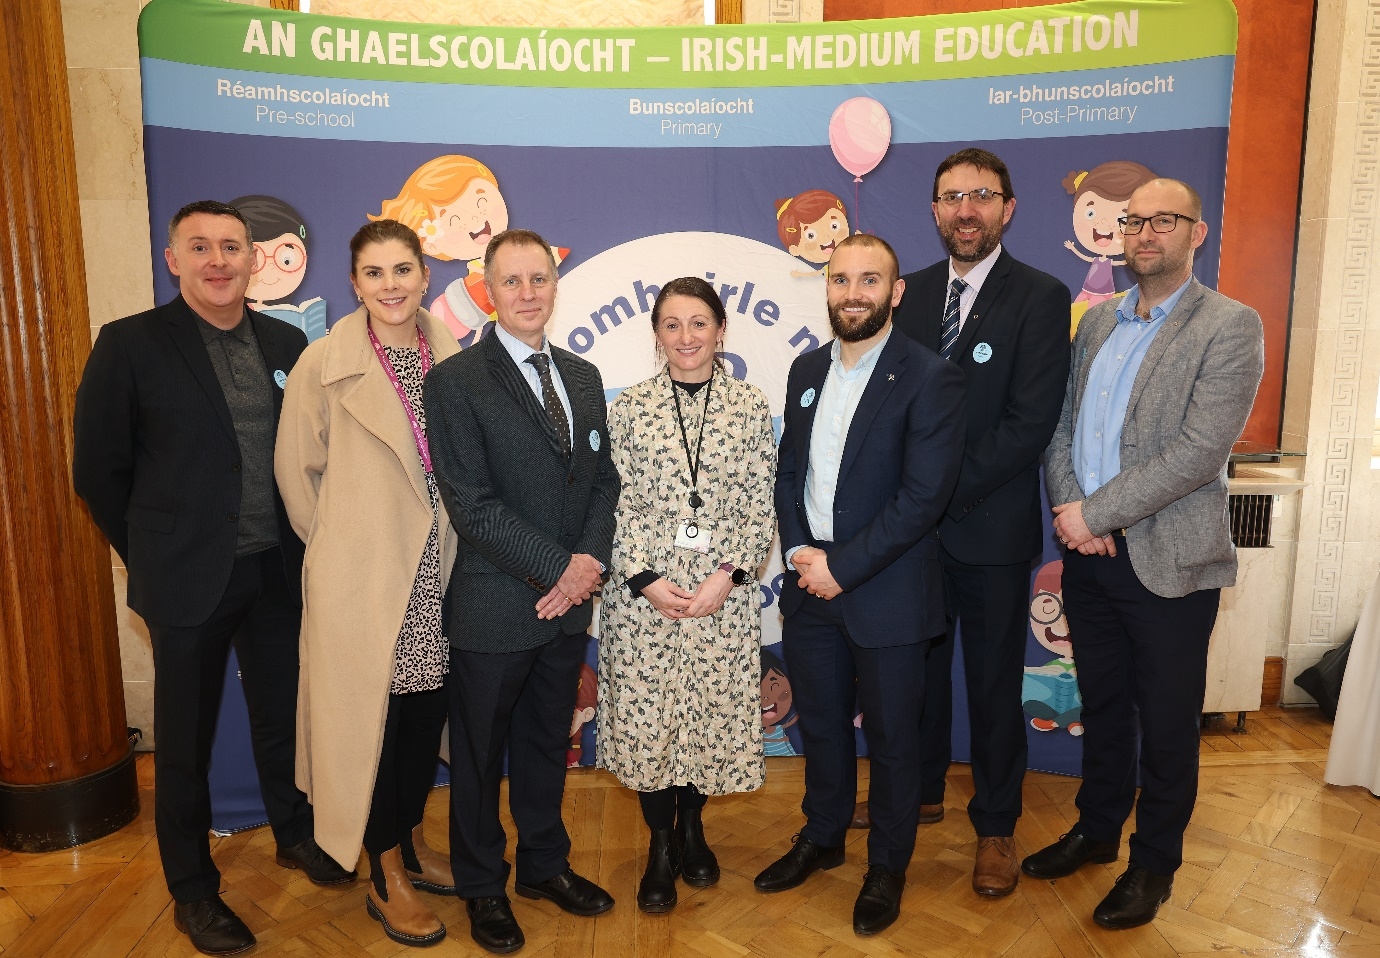 AN GHAELSCOLAÍOCHT – IRISH-MEDIUM EDUCATION
Réamhscolaíocht
Pre-school
Bunscolaíocht
Primary
Iar-bhunscolaíocht
Post-Primary